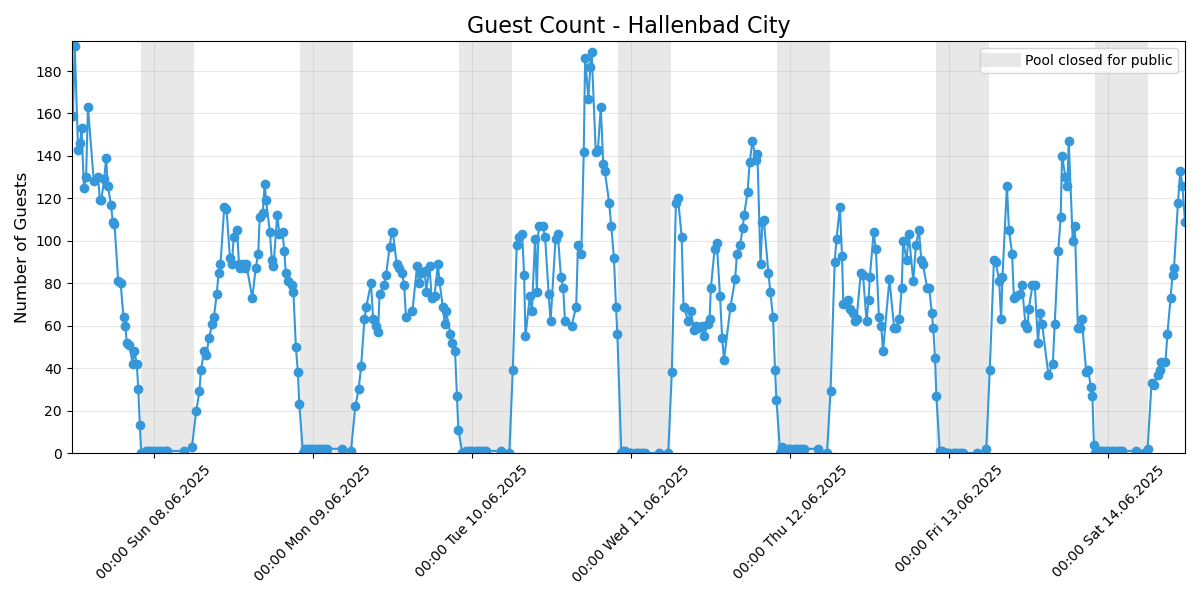 Guest Count - Hallenbad City
Pool closed for public
Number of Guests
180
160
140
120
100
80
60
40
20
0
00:00 Sun 08.06.2025
00:00 Mon 09.06.2025
00:00 Tue 10.06.2025
00:00 Wed 11.06.2025
00:00 Thu 12.06.2025
00:00 Fri 13.06.2025
00:00 Sat 14.06.2025